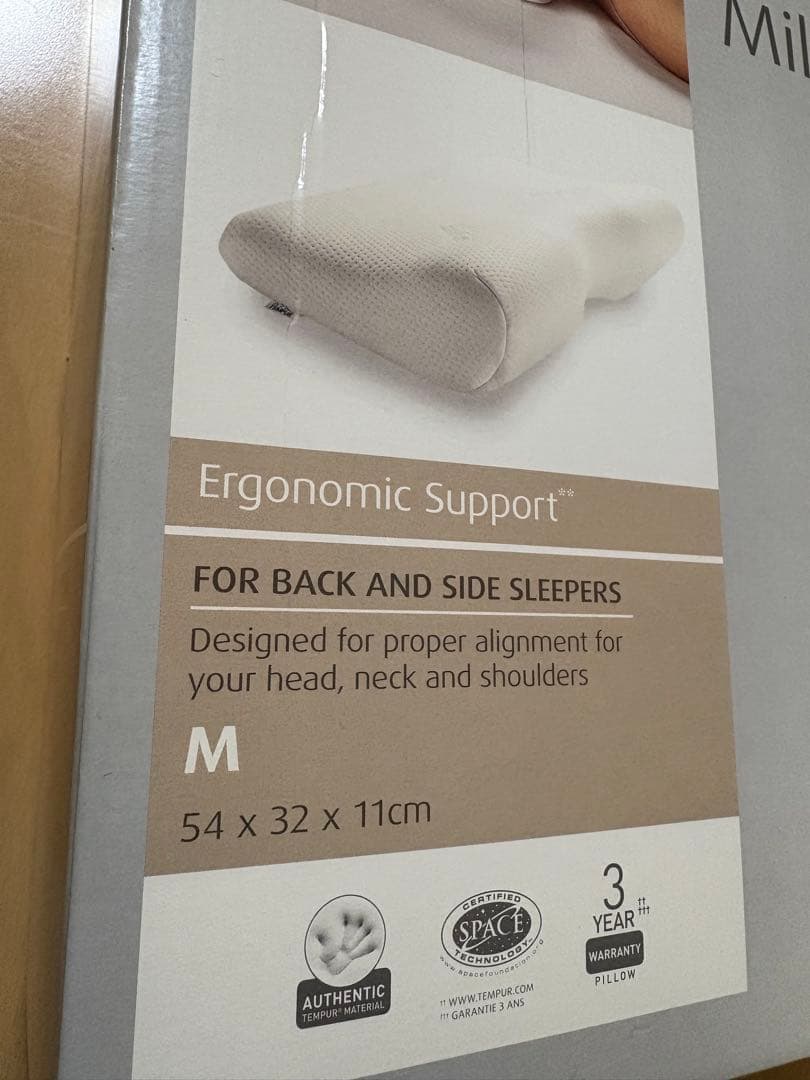 Mil
Ergonomic Support**
FOR BACK AND SIDE SLEEPERS
Designed for proper alignment for
your head, neck and shoulders
M
54 x 32 x 11cm
AUTHENTIC
TEMPUR® MATERIAL
CERTIFIED
SPACE
TECHNOLOGY
www.spacefoundation.org
3
YEAR †† †††
WARRANTY
PILLOW
†† WWW.TEMPUR.COM
††† GARANTIE 3 ANS